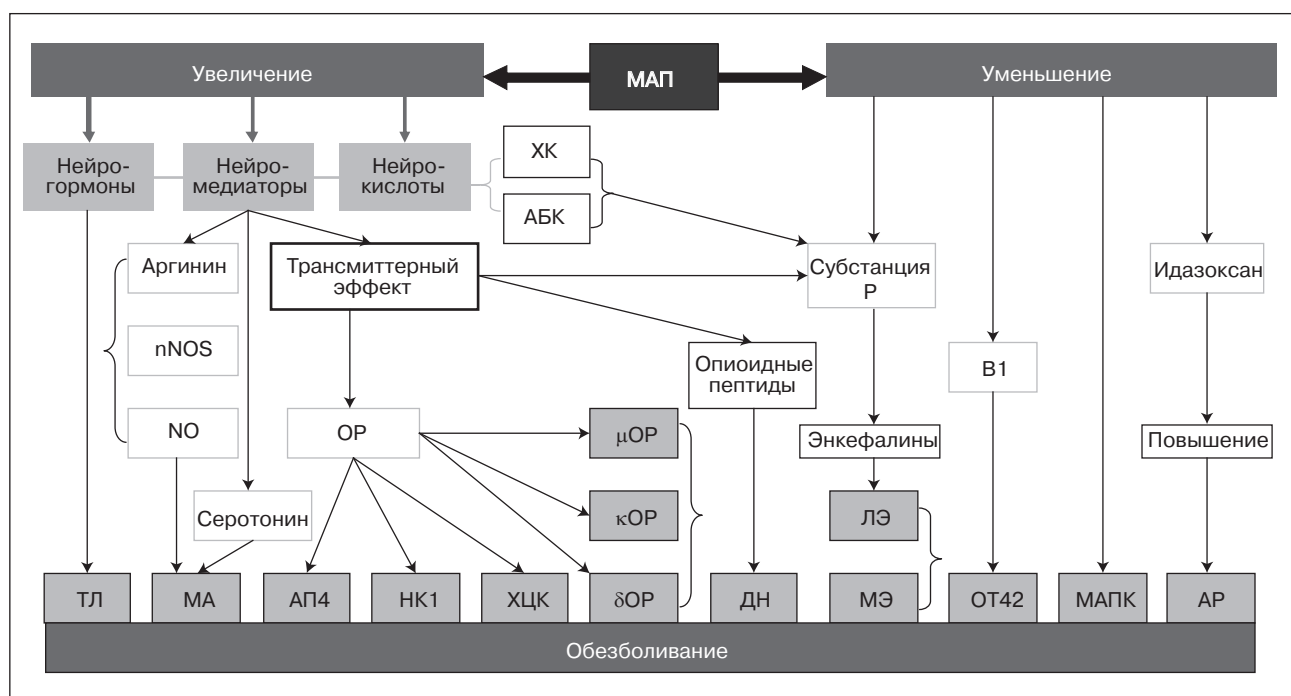 Увеличение
МАП
Уменьшение
Нейро-
гормоны
Нейро-
медиаторы
Нейро-
кислоты
ХК
АБК
Аргинин
Трансмиттерный
эффект
Субстанция
Р
Идазоксан
nNOS
Опиоидные
пептиды
В1
NO
ОР
μОР
Энкефалины
Повышение
Серотонин
κОР
ЛЭ
ТЛ
МА
АП4
НК1
ХЦК
δОР
ДН
МЭ
ОТ42
МАПК
АР
Обезболивание